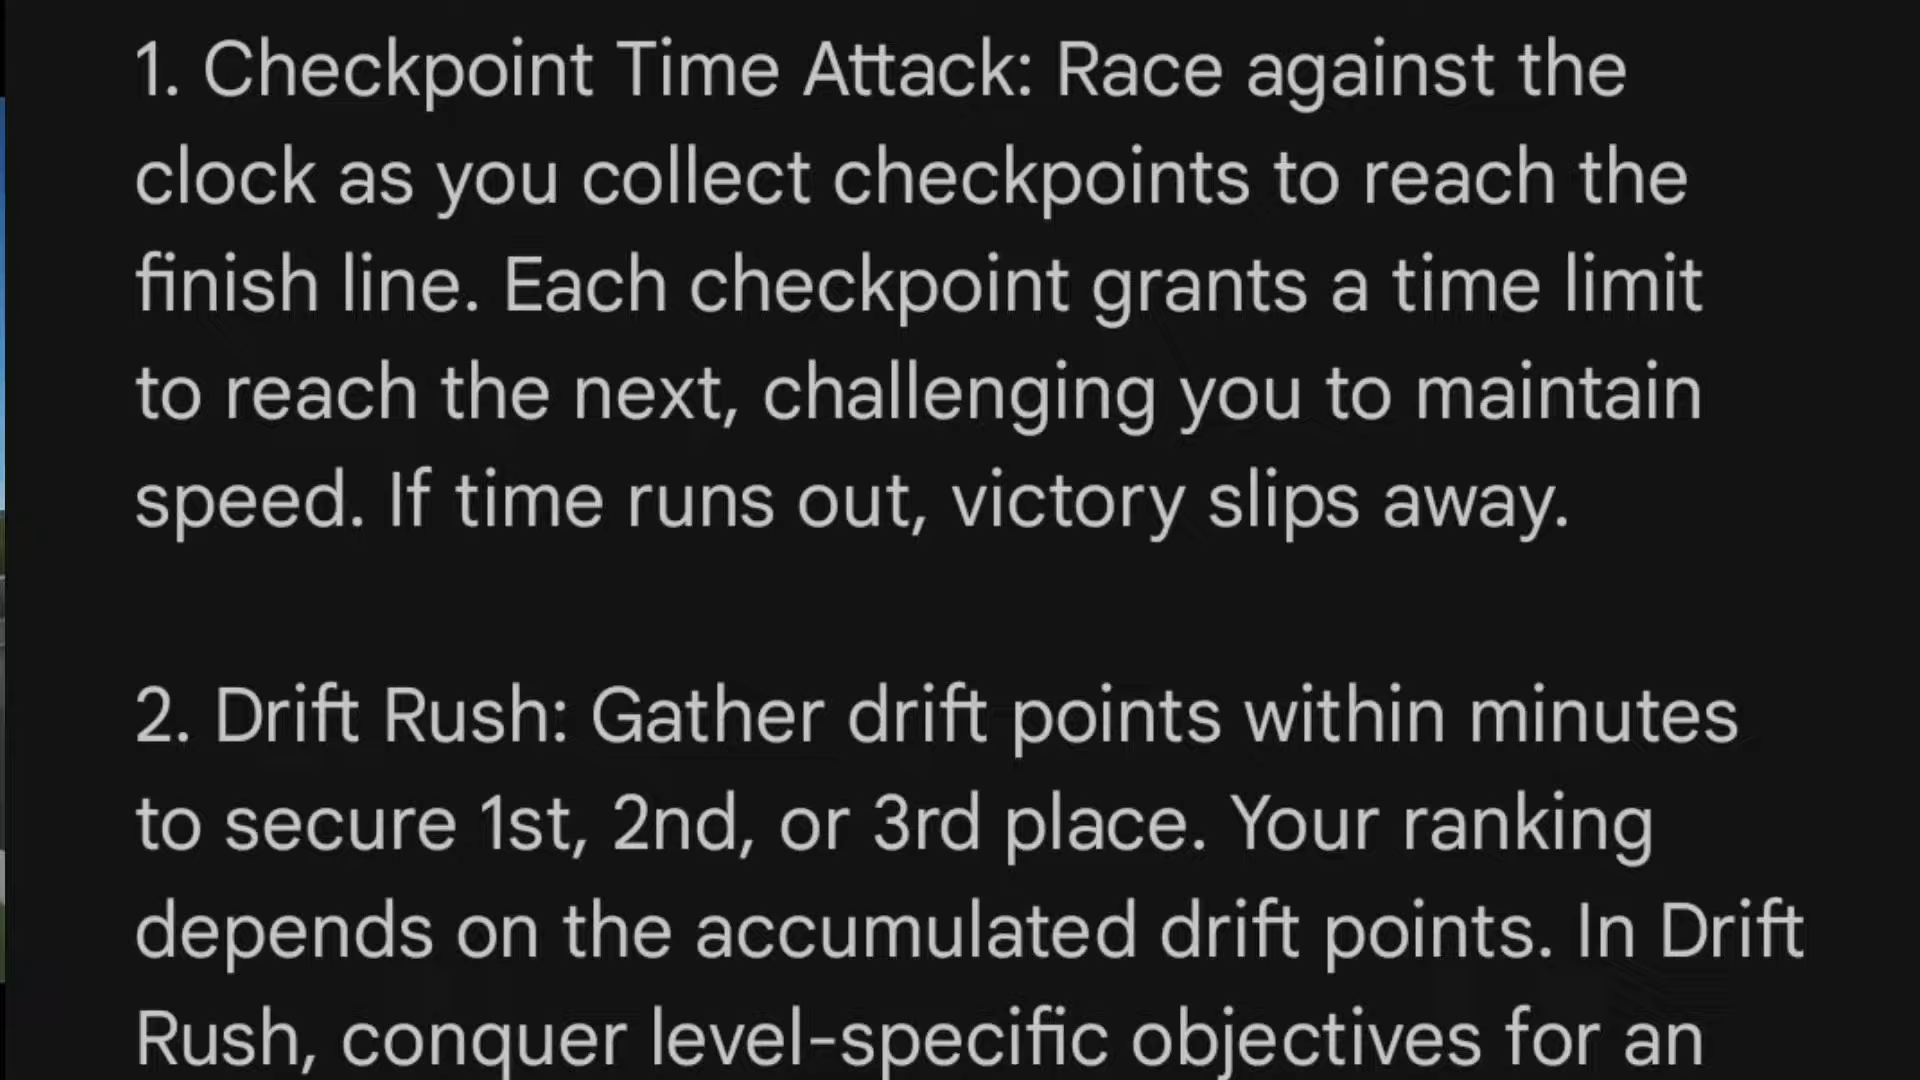 1. Checkpoint Time Attack: Race against the
clock as you collect checkpoints to reach the
finish line. Each checkpoint grants a time limit
to reach the next, challenging you to maintain
speed. If time runs out, victory slips away.
2. Drift Rush: Gather drift points within minutes
to secure 1st, 2nd, or 3rd place. Your ranking
depends on the accumulated drift points. In Drift
Rush, conquer level-specific objectives for an